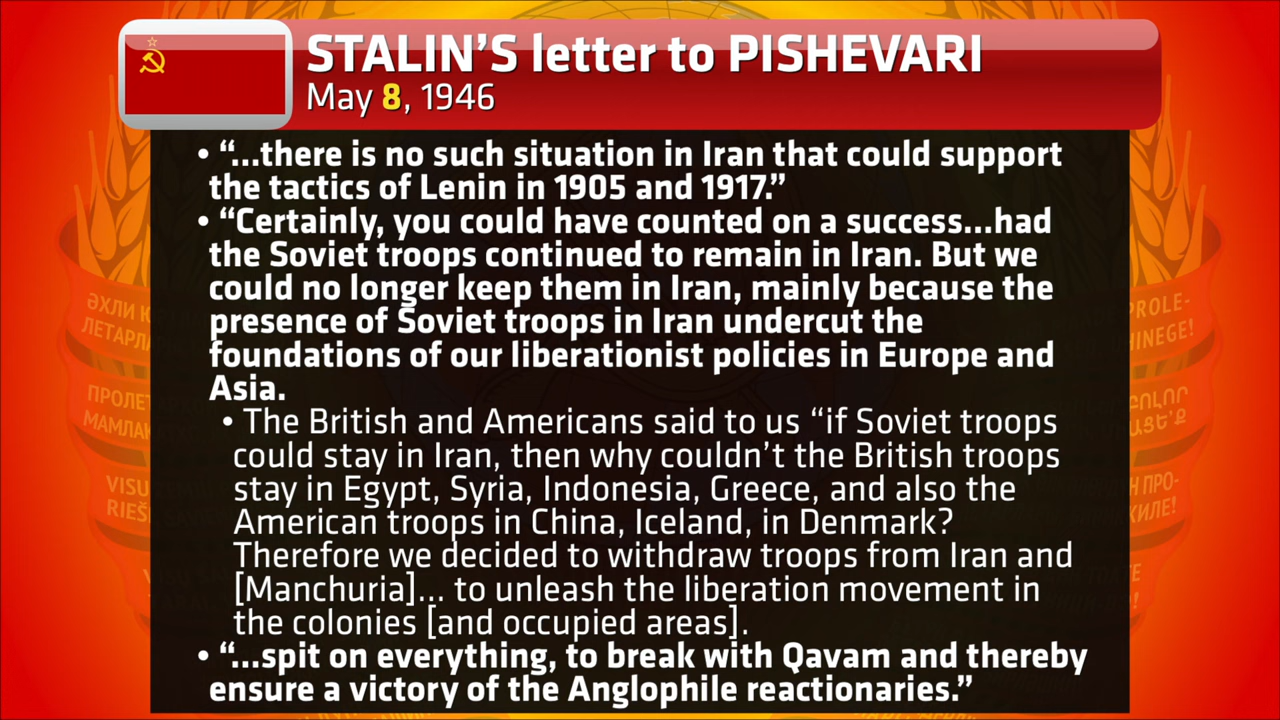 STALIN’S letter to PISHEVARI
May 8, 1946
• “...there is no such situation in Iran that could support
the tactics of Lenin in 1905 and 1917.”
• “Certainly, you could have counted on a success...had
the Soviet troops continued to remain in Iran. But we
could no longer keep them in Iran, mainly because the
presence of Soviet troops in Iran undercut the
foundations of our liberationist policies in Europe and
Asia.
• The British and Americans said to us “if Soviet troops
could stay in Iran, then why couldn’t the British troops
stay in Egypt, Syria, Indonesia, Greece, and also the
American troops in China, Iceland, in Denmark?
Therefore we decided to withdraw troops from Iran and
[Manchuria]... to unleash the liberation movement in
the colonies [and occupied areas].
• “...spit on everything, to break with Qavam and thereby
ensure a victory of the Anglophile reactionaries.”
ӘХЛИ
ЛЕТАРЛА
ПРОЛЕТ
МАМЛАК
VISU
RIEŠ
PROLE-
HINEGE!
ՑԵ’Ք
ПРО-
ЖИЛЕ!